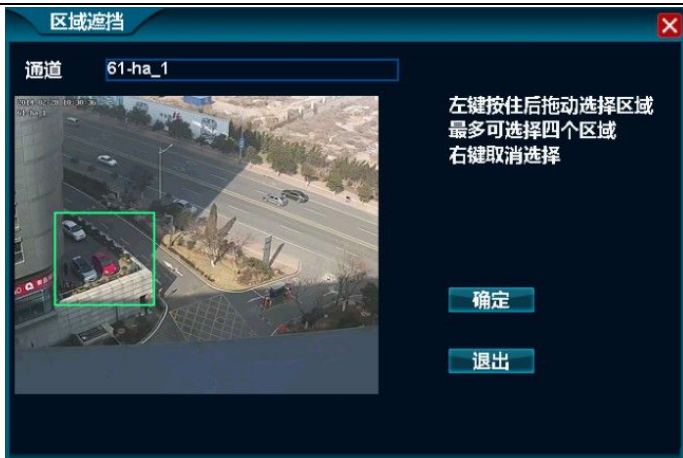 区域遮挡
通道
61-ha_1
左键按住后拖动选择区域
最多可选择四个区域
右键取消选择
61-ha_1
确定
退出